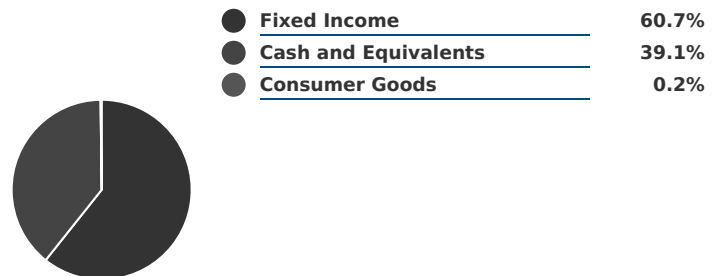 Fixed Income 60.7%
Cash and Equivalents 39.1%
Consumer Goods 0.2%